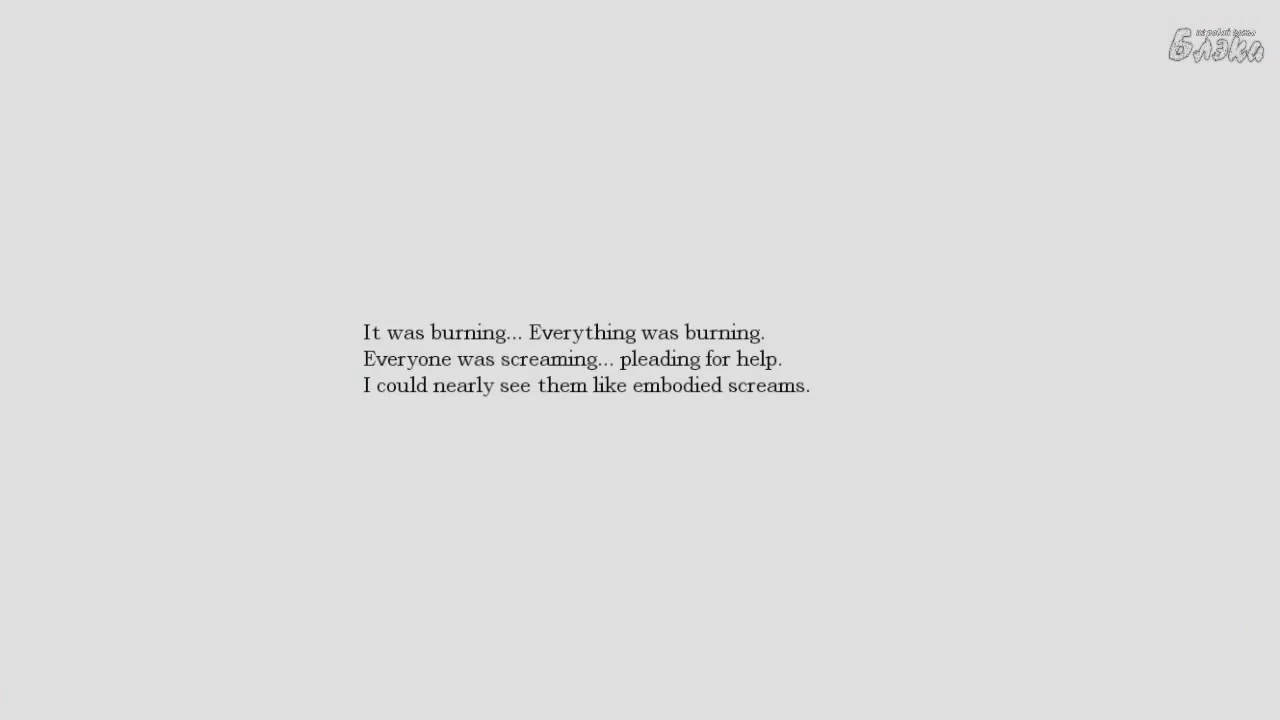 Блэки
It was burning... Everything was burning.
Everyone was screaming... pleading for help.
I could nearly see them like embodied screams.